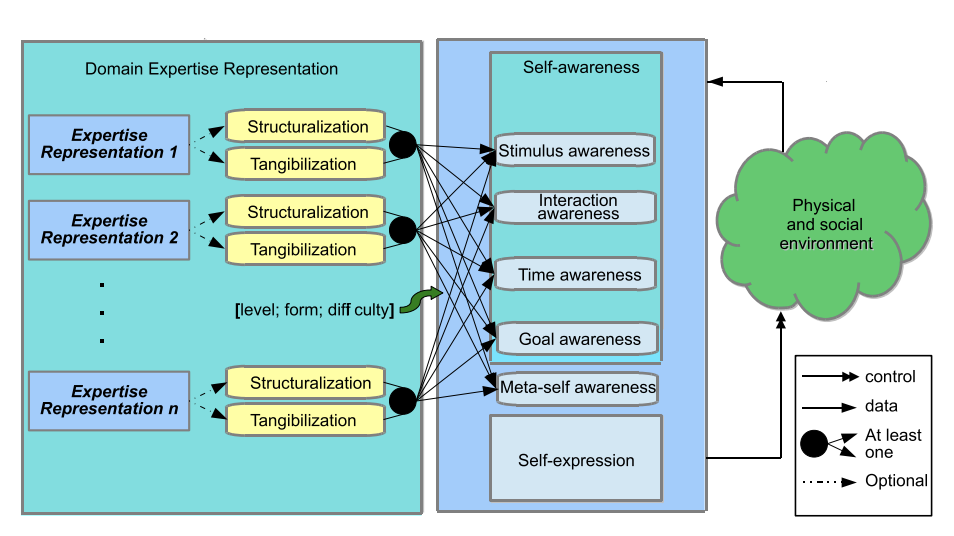 Domain Expertise Representation
Expertise
Representation 1
Structuralization
Tangibilization
Expertise
Representation 2
Structuralization
Tangibilization
[level; form; diff culty]
Expertise
Representation n
Structuralization
Tangibilization
Self-awareness
Stimulus awareness
Interaction
awareness
Time awareness
Goal awareness
Meta-self awareness
Self-expression
Physical
and social
environment
control
data
At least
one
Optional